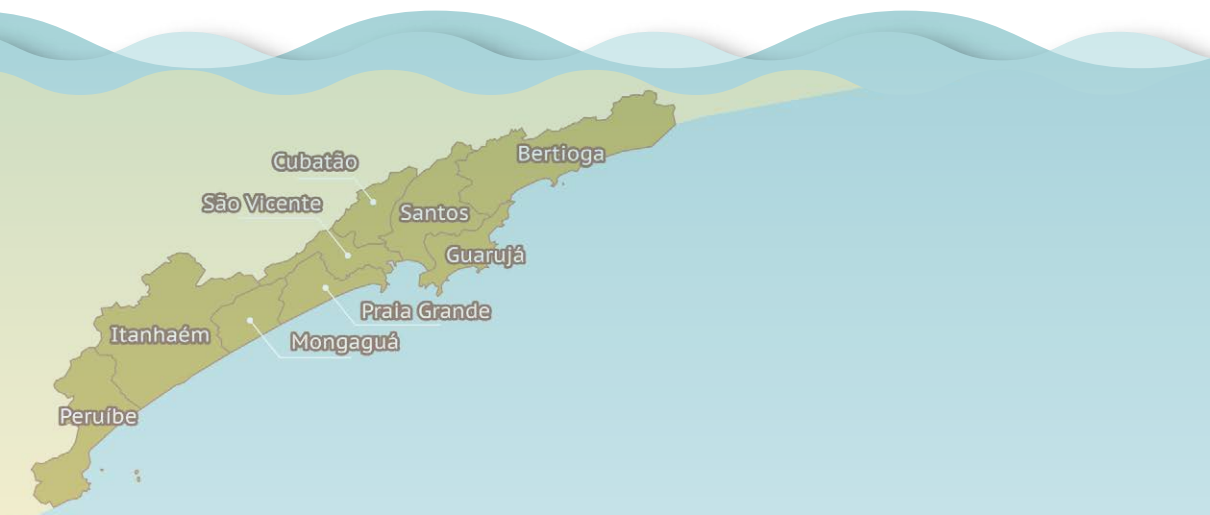 Bertioga
Cubatão
São Vicente
Santos
Guarujá
Praia Grande
Itanhaém
Mongaguá
Peruíbe